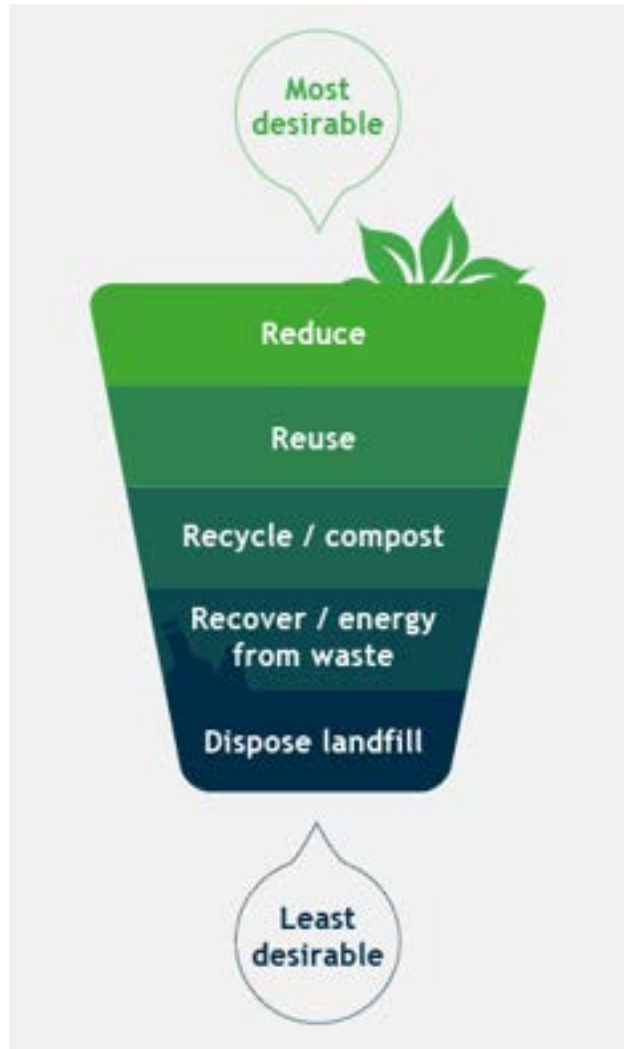 Most
desirable
Reduce
Reuse
Recycle / compost
Recover / energy
from waste
Dispose landfill
Least
desirable